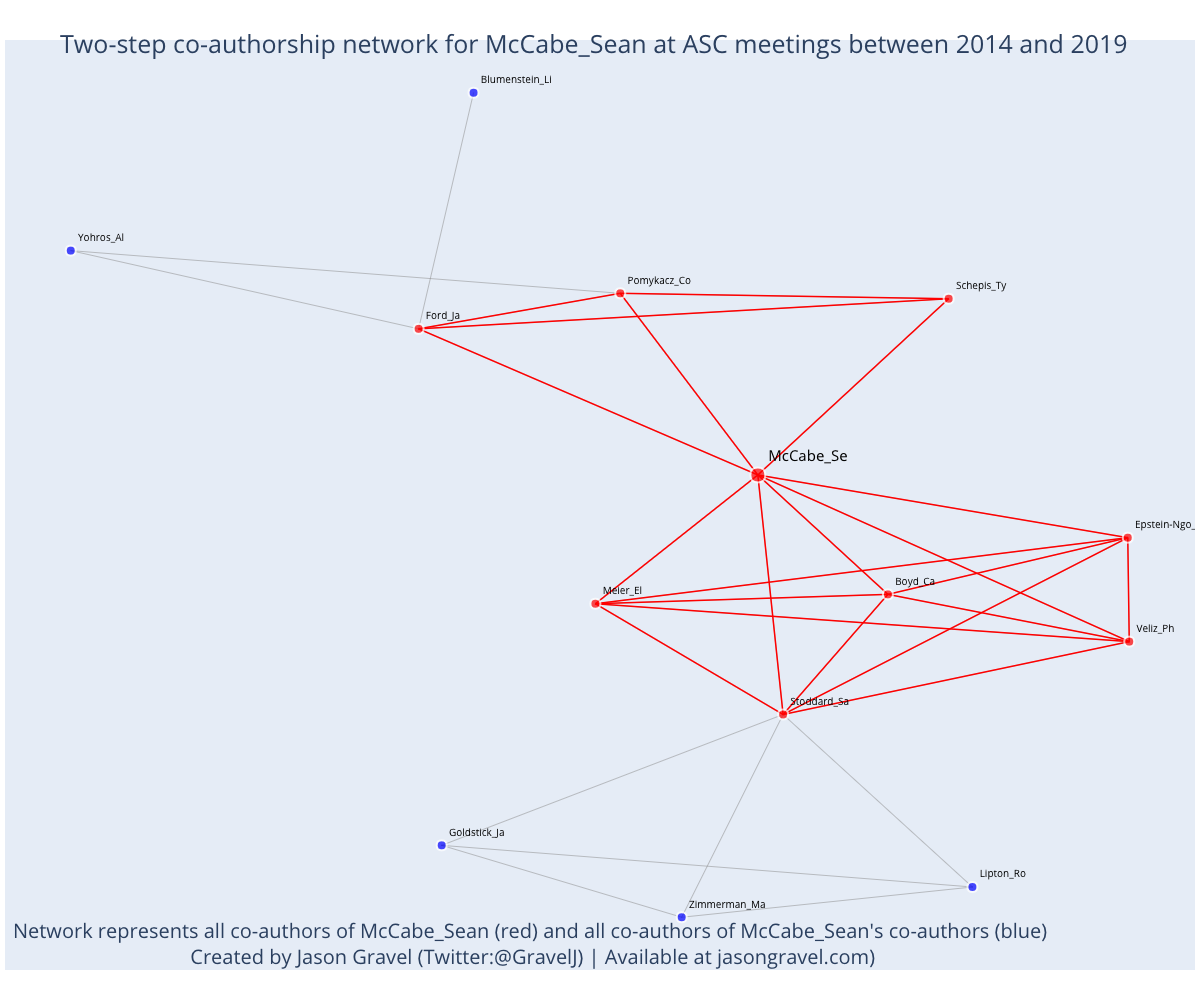 Two-step co-authorship network for McCabe_Sean at ASC meetings between 2014 and 2019
Blumenstein_Li
Yohros_Al
Pomykacz_Co
Schepis_Ty
Ford_Ja
McCabe_Se
Epstein-Ngo_
Boyd_Ca
Meier_El
Veliz_Ph
Stoddard_Sa
Goldstick_Ja
Lipton_Ro
Zimmerman_Ma
Network represents all co-authors of McCabe_Sean (red) and all co-authors of McCabe_Sean's co-authors (blue)
Created by Jason Gravel (Twitter:@GravelJ) | Available at jasongravel.com)